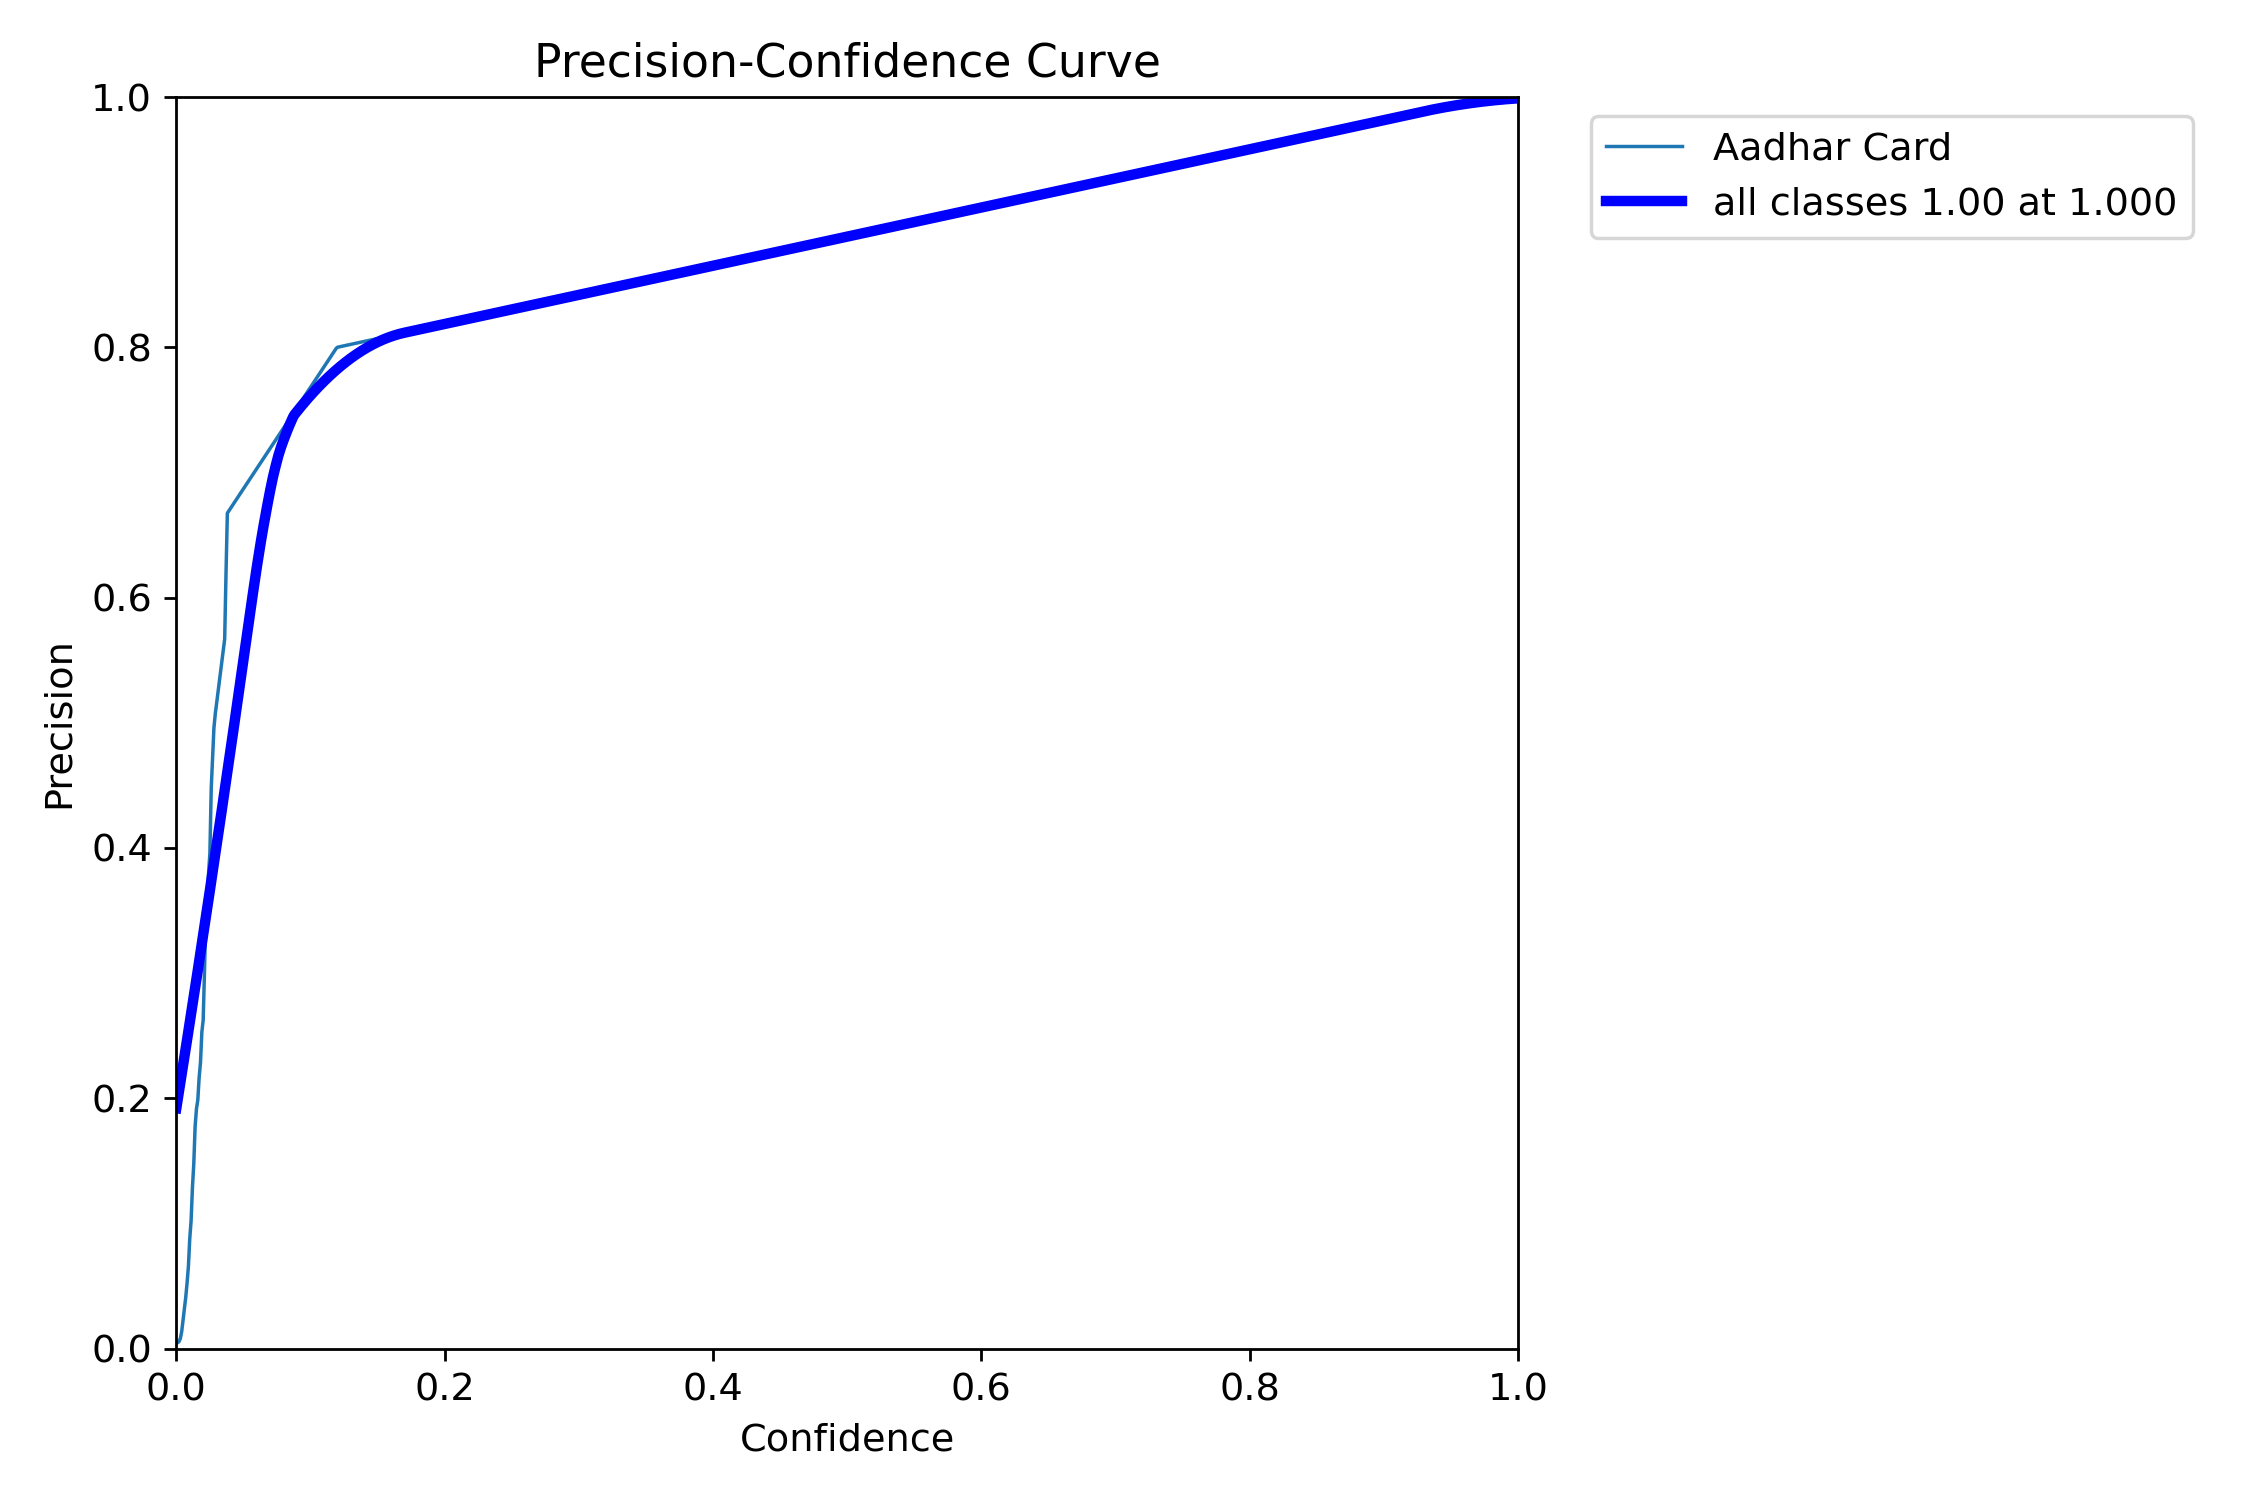 Precision-Confidence Curve
1.0
0.8
0.6
0.4
0.2
0.0
Precision
0.0 0.2 0.4 0.6 0.8 1.0
Confidence
Aadhar Card
all classes 1.00 at 1.000